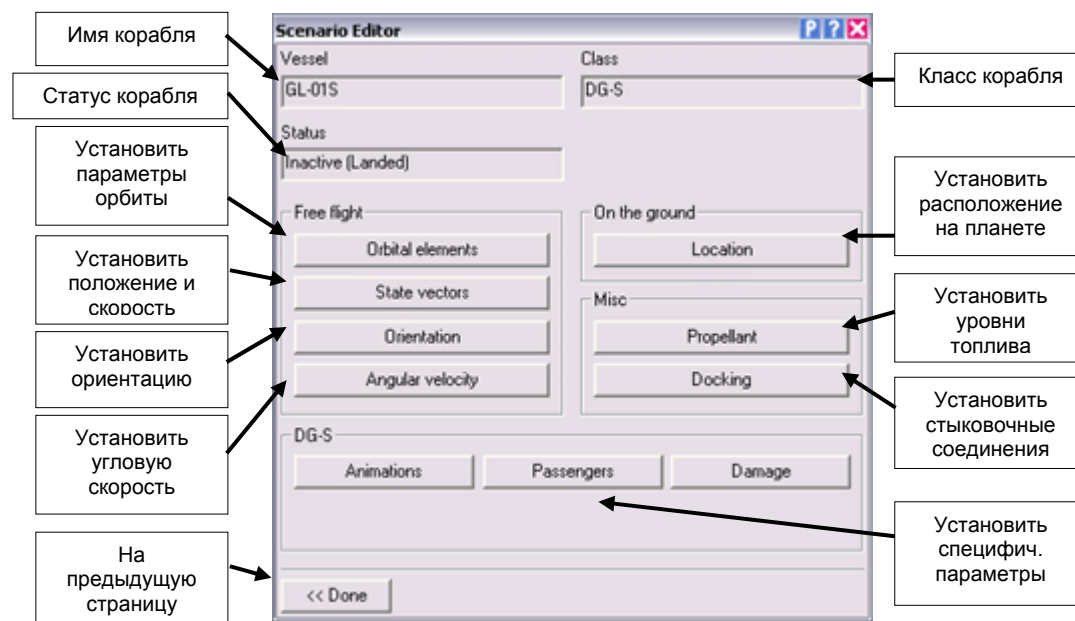 Имя корабля
Статус корабля
Установить
параметры
орбиты
Установить
положение и
скорость
Установить
ориентацию
Установить
угловую
скорость
На
предыдущую
страницу
Scenario Editor
P ? X
Vessel
Class
GL-01S
DG-S
Status
Inactive (Landed)
Free flight
Orbital elements
State vectors
Orientation
Angular velocity
On the ground
Location
Misc
Propellant
Docking
DG-S
Animations
Passengers
Damage
<< Done
Класс корабля
Установить
расположение
на планете
Установить
уровни
топлива
Установить
стыковочные
соединения
Установить
специфич.
параметры